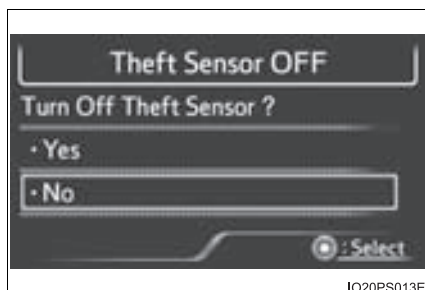 Theft Sensor OFF
Turn Off Theft Sensor ?
・Yes
・No
: Select
IO20PS013E